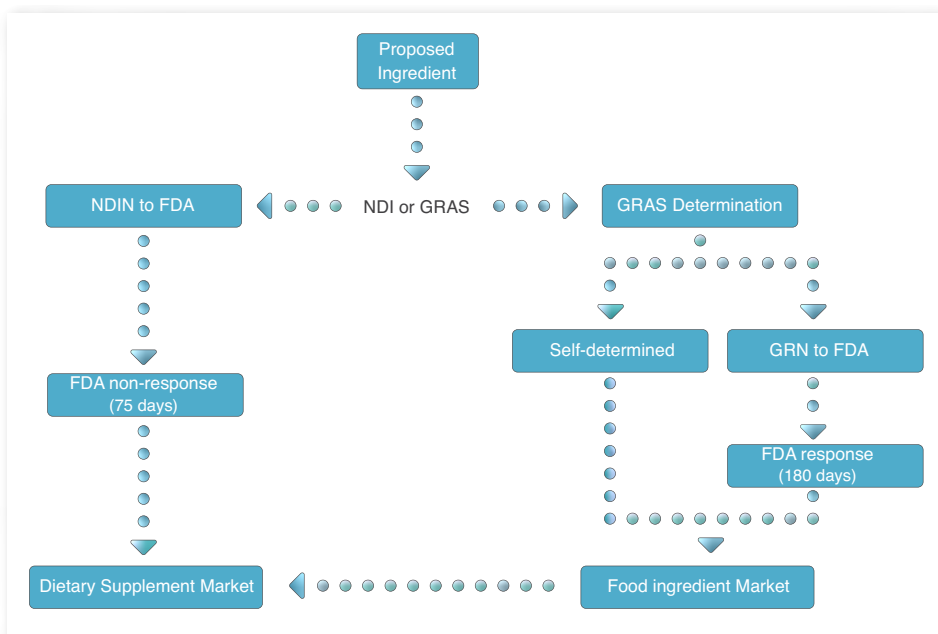 Proposed
Ingredient
NDIN to FDA
NDI or GRAS
GRAS Determination
Self-determined
GRN to FDA
FDA non-response
(75 days)
FDA response
(180 days)
Dietary Supplement Market
Food ingredient Market